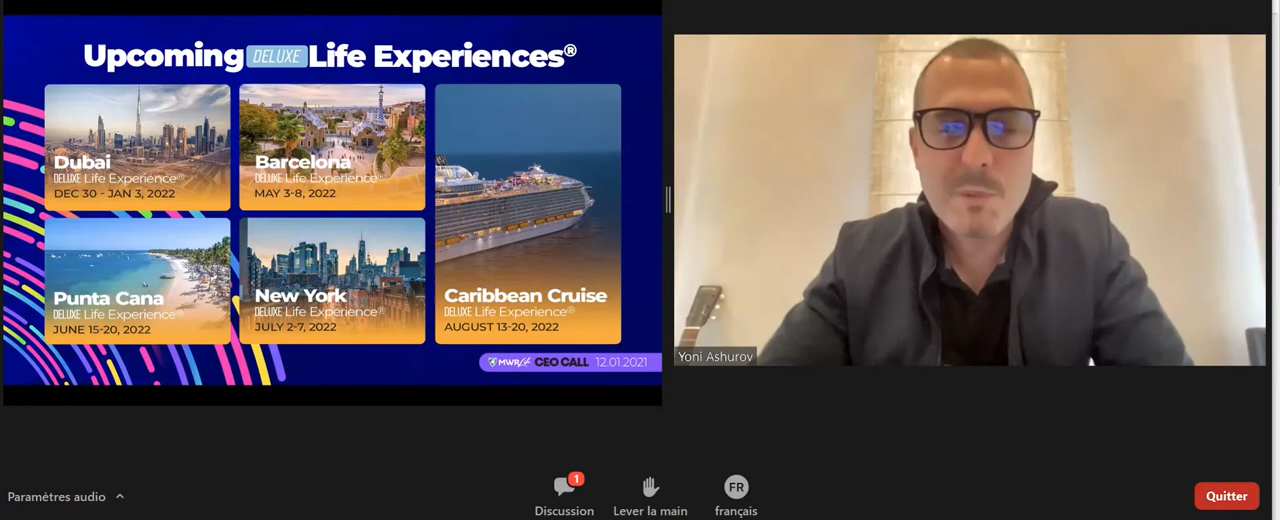 Upcoming DELUXE Life Experiences®
Dubai
DELUXE Life Experience®
DEC 30 - JAN 3, 2022
Barcelona
DELUXE Life Experience®
MAY 3-8, 2022
Punta Cana
DELUXE Life Experience®
JUNE 15-20, 2022
New York
DELUXE Life Experience®
JULY 2-7, 2022
Caribbean Cruise
DELUXE Life Experience®
AUGUST 13-20, 2022
MWR Life CEO CALL 12.01.2021
Yoni Ashurov
Paramètres audio
1
Discussion
Lever la main
FR
français
Quitter